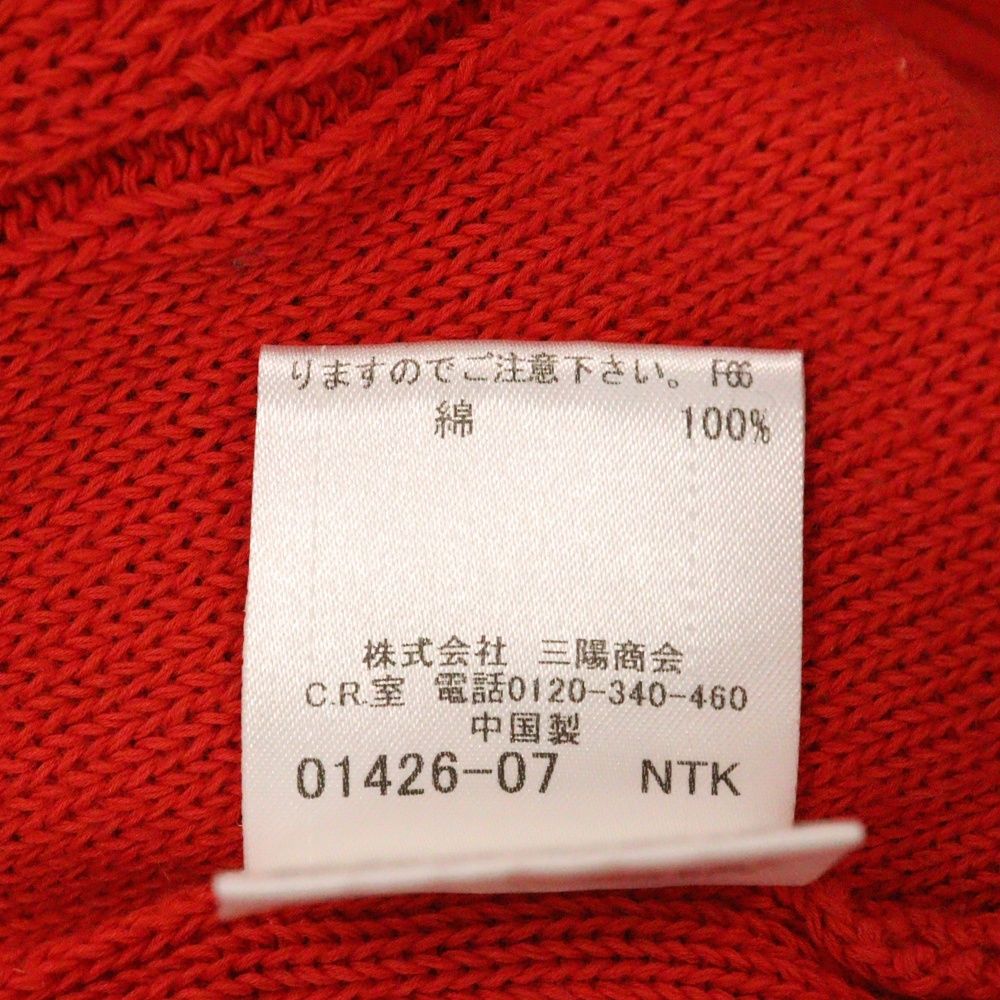 りますのでご注意下さい。 F66
綿 100%
株式会社 三陽商会
C.R.室 電話0120-340-460
中国製
01426-07 NTK